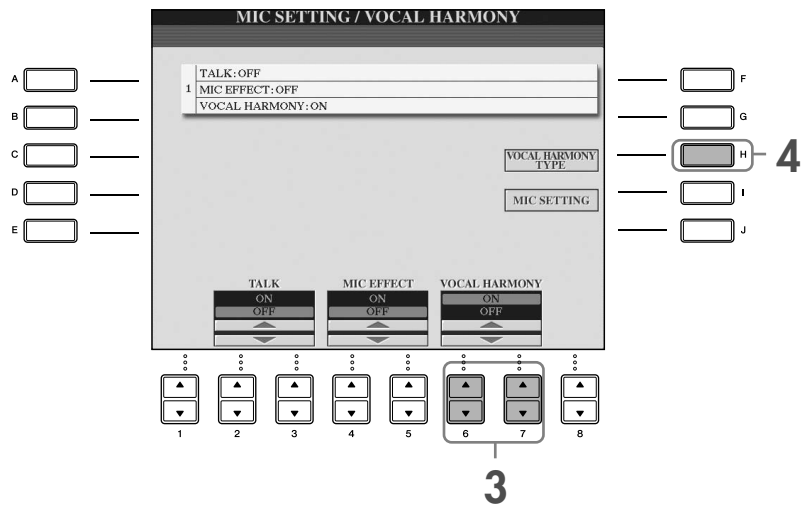 MIC SETTING / VOCAL HARMONY
TALK:OFF
1 MIC EFFECT:OFF
VOCAL HARMONY:ON
A
B
C
D
E
F
G
H
I
J
4
VOCAL HARMONY
TYPE
MIC SETTING
TALK MIC EFFECT VOCAL HARMONY
ON ON ON
OFF OFF OFF
1 2 3 4 5 6 7 8
3